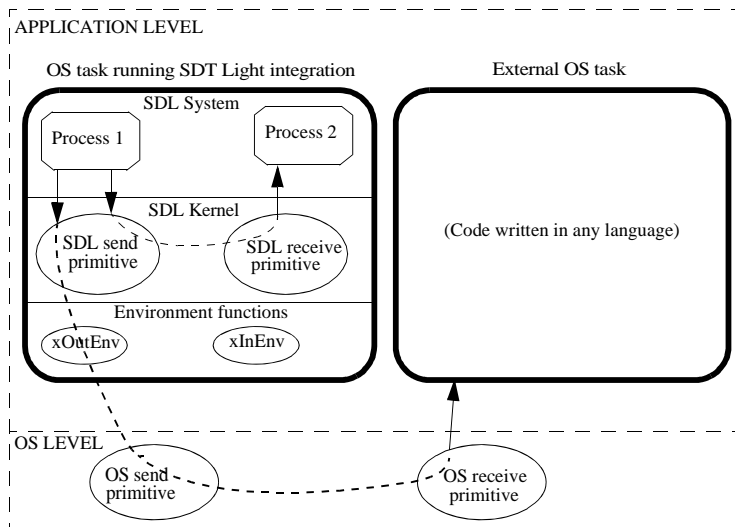 APPLICATION LEVEL
OS task running SDT Light integration
External OS task
SDL System
Process 1
Process 2
SDL Kernel
SDL send
primitive
SDL receive
primitive
(Code written in any language)
Environment functions
xOutEnv
xInEnv
OS LEVEL
OS send
primitive
OS receive
primitive